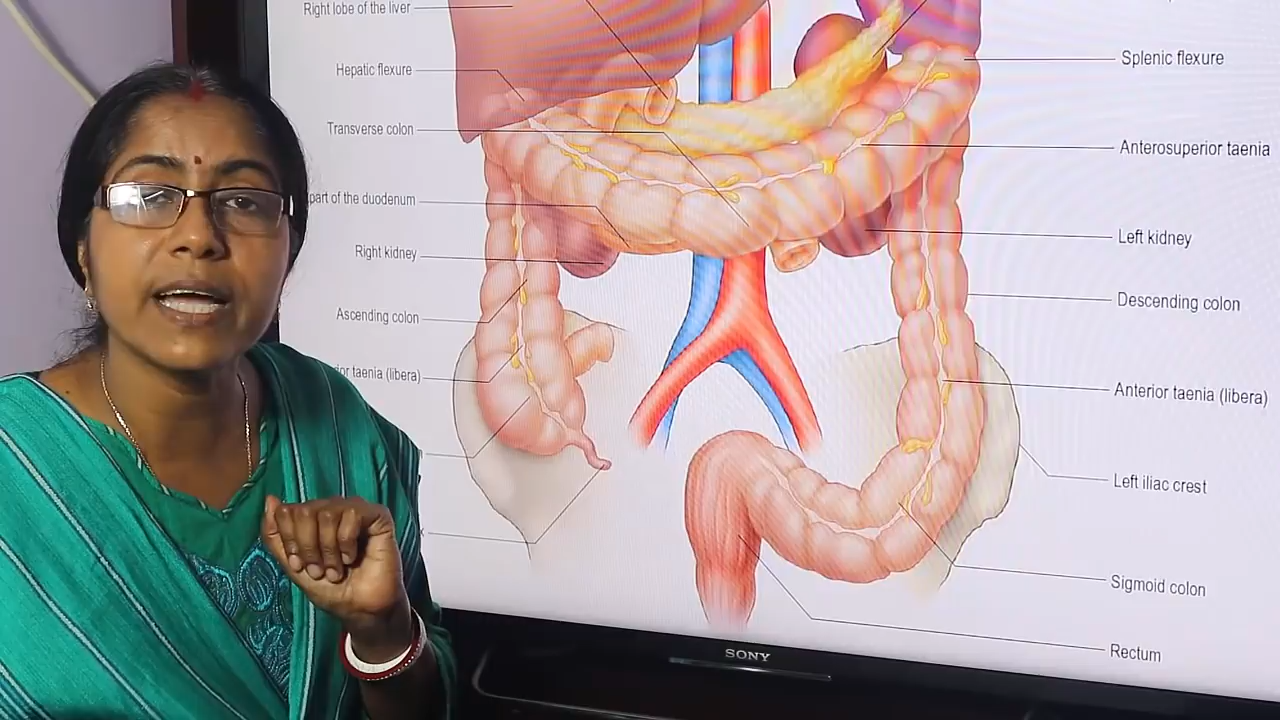 Right lobe of the liver
Hepatic flexure
Transverse colon
part of the duodenum
Right kidney
Ascending colon
taenia (libera)
Splenic flexure
Anterosuperior taenia
Left kidney
Descending colon
Anterior taenia (libera)
Left iliac crest
Sigmoid colon
Rectum
SONY